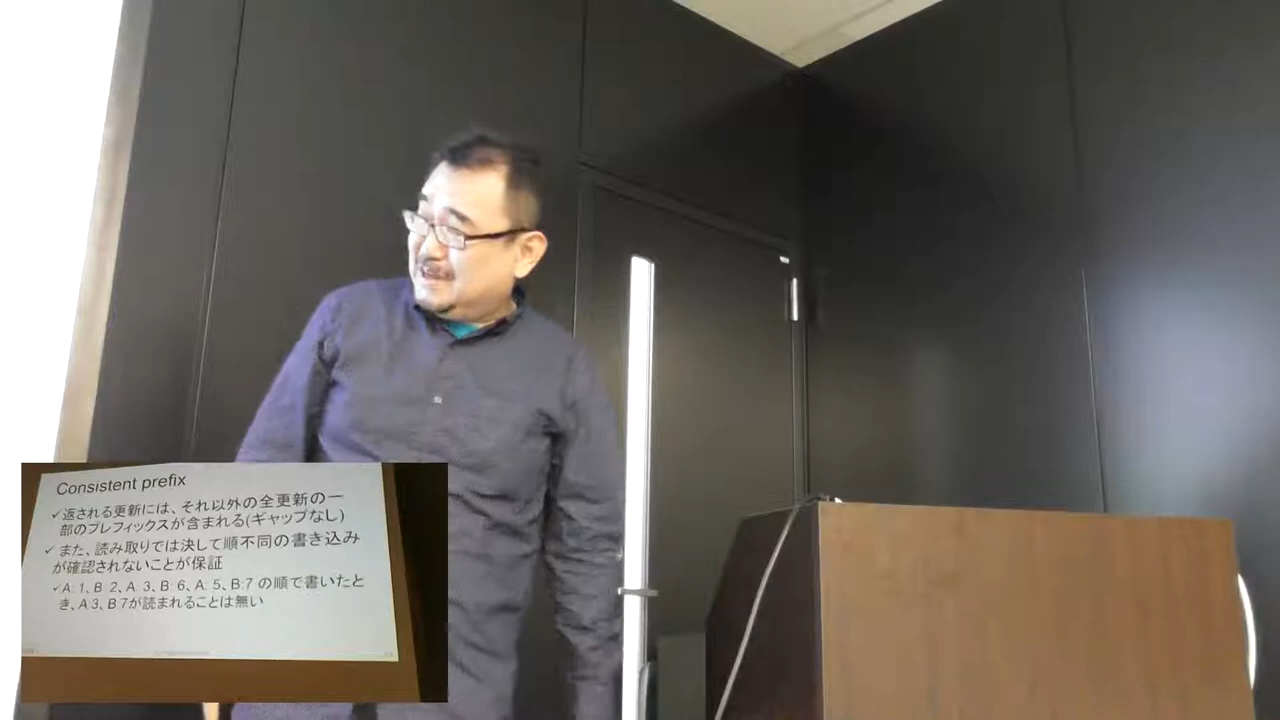 Consistent prefix
✓返される更新には、それ以外の全更新の一
部のプレフィックスが含まれる(ギャップなし)
✓また、読み取りでは決して順不同の書き込み
が確認されないことが保証
✓A: 1、B 2、A 3、B: 6、A: 5、B:7 の順で書いたと
き、A 3、B 7が読まれることは無い